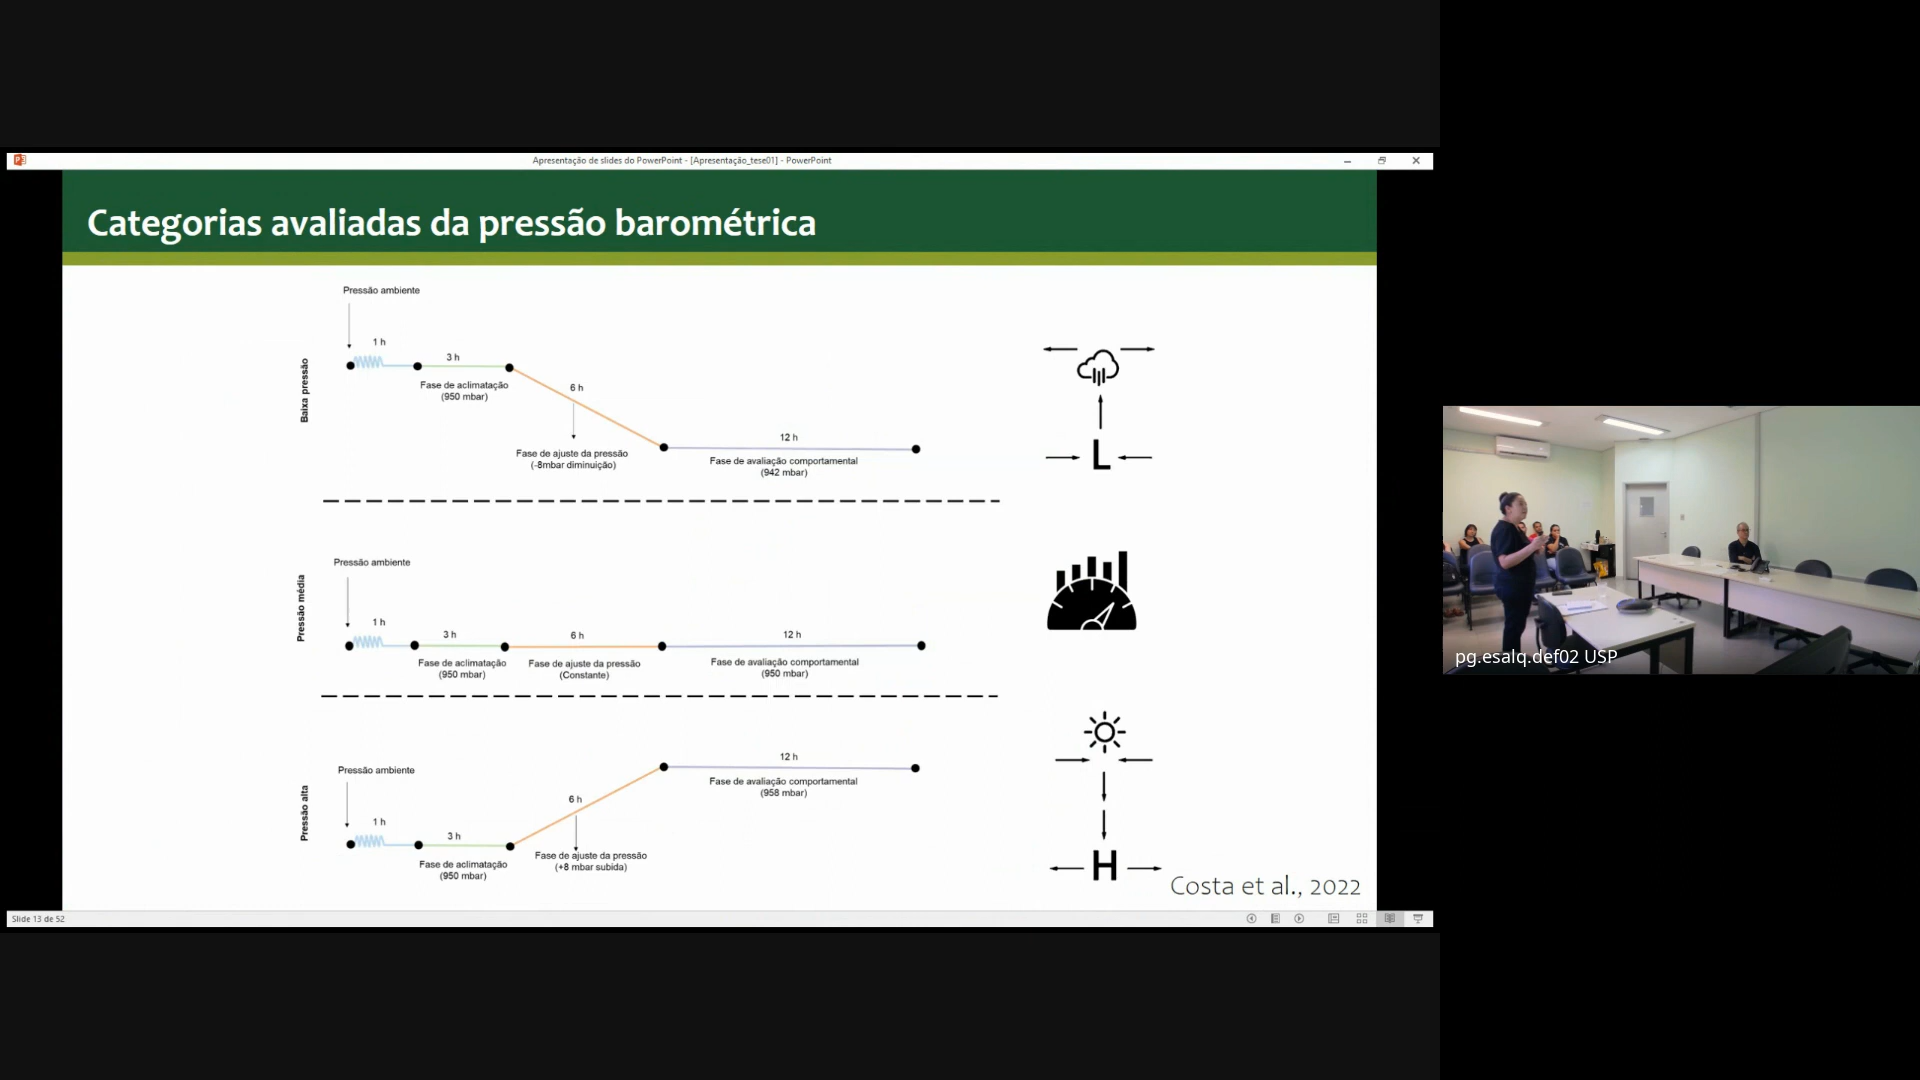 Apresentação de slides do PowerPoint - [Apresentação_tese01] - PowerPoint
Categorias avaliadas da pressão barométrica
Baixa pressão
Pressão ambiente
1 h
3 h
Fase de aclimatação
(950 mbar)
6 h
Fase de ajuste da pressão
(-8mbar diminuição)
12 h
Fase de avaliação comportamental
(942 mbar)
L
Pressão média
Pressão ambiente
1 h
3 h
Fase de aclimatação
(950 mbar)
6 h
Fase de ajuste da pressão
(Constante)
12 h
Fase de avaliação comportamental
(950 mbar)
Pressão alta
Pressão ambiente
1 h
3 h
Fase de aclimatação
(950 mbar)
6 h
Fase de ajuste da pressão
(+8 mbar subida)
12 h
Fase de avaliação comportamental
(958 mbar)
H
Costa et al., 2022
Slide 13 de 52
pg.esalq.def02 USP